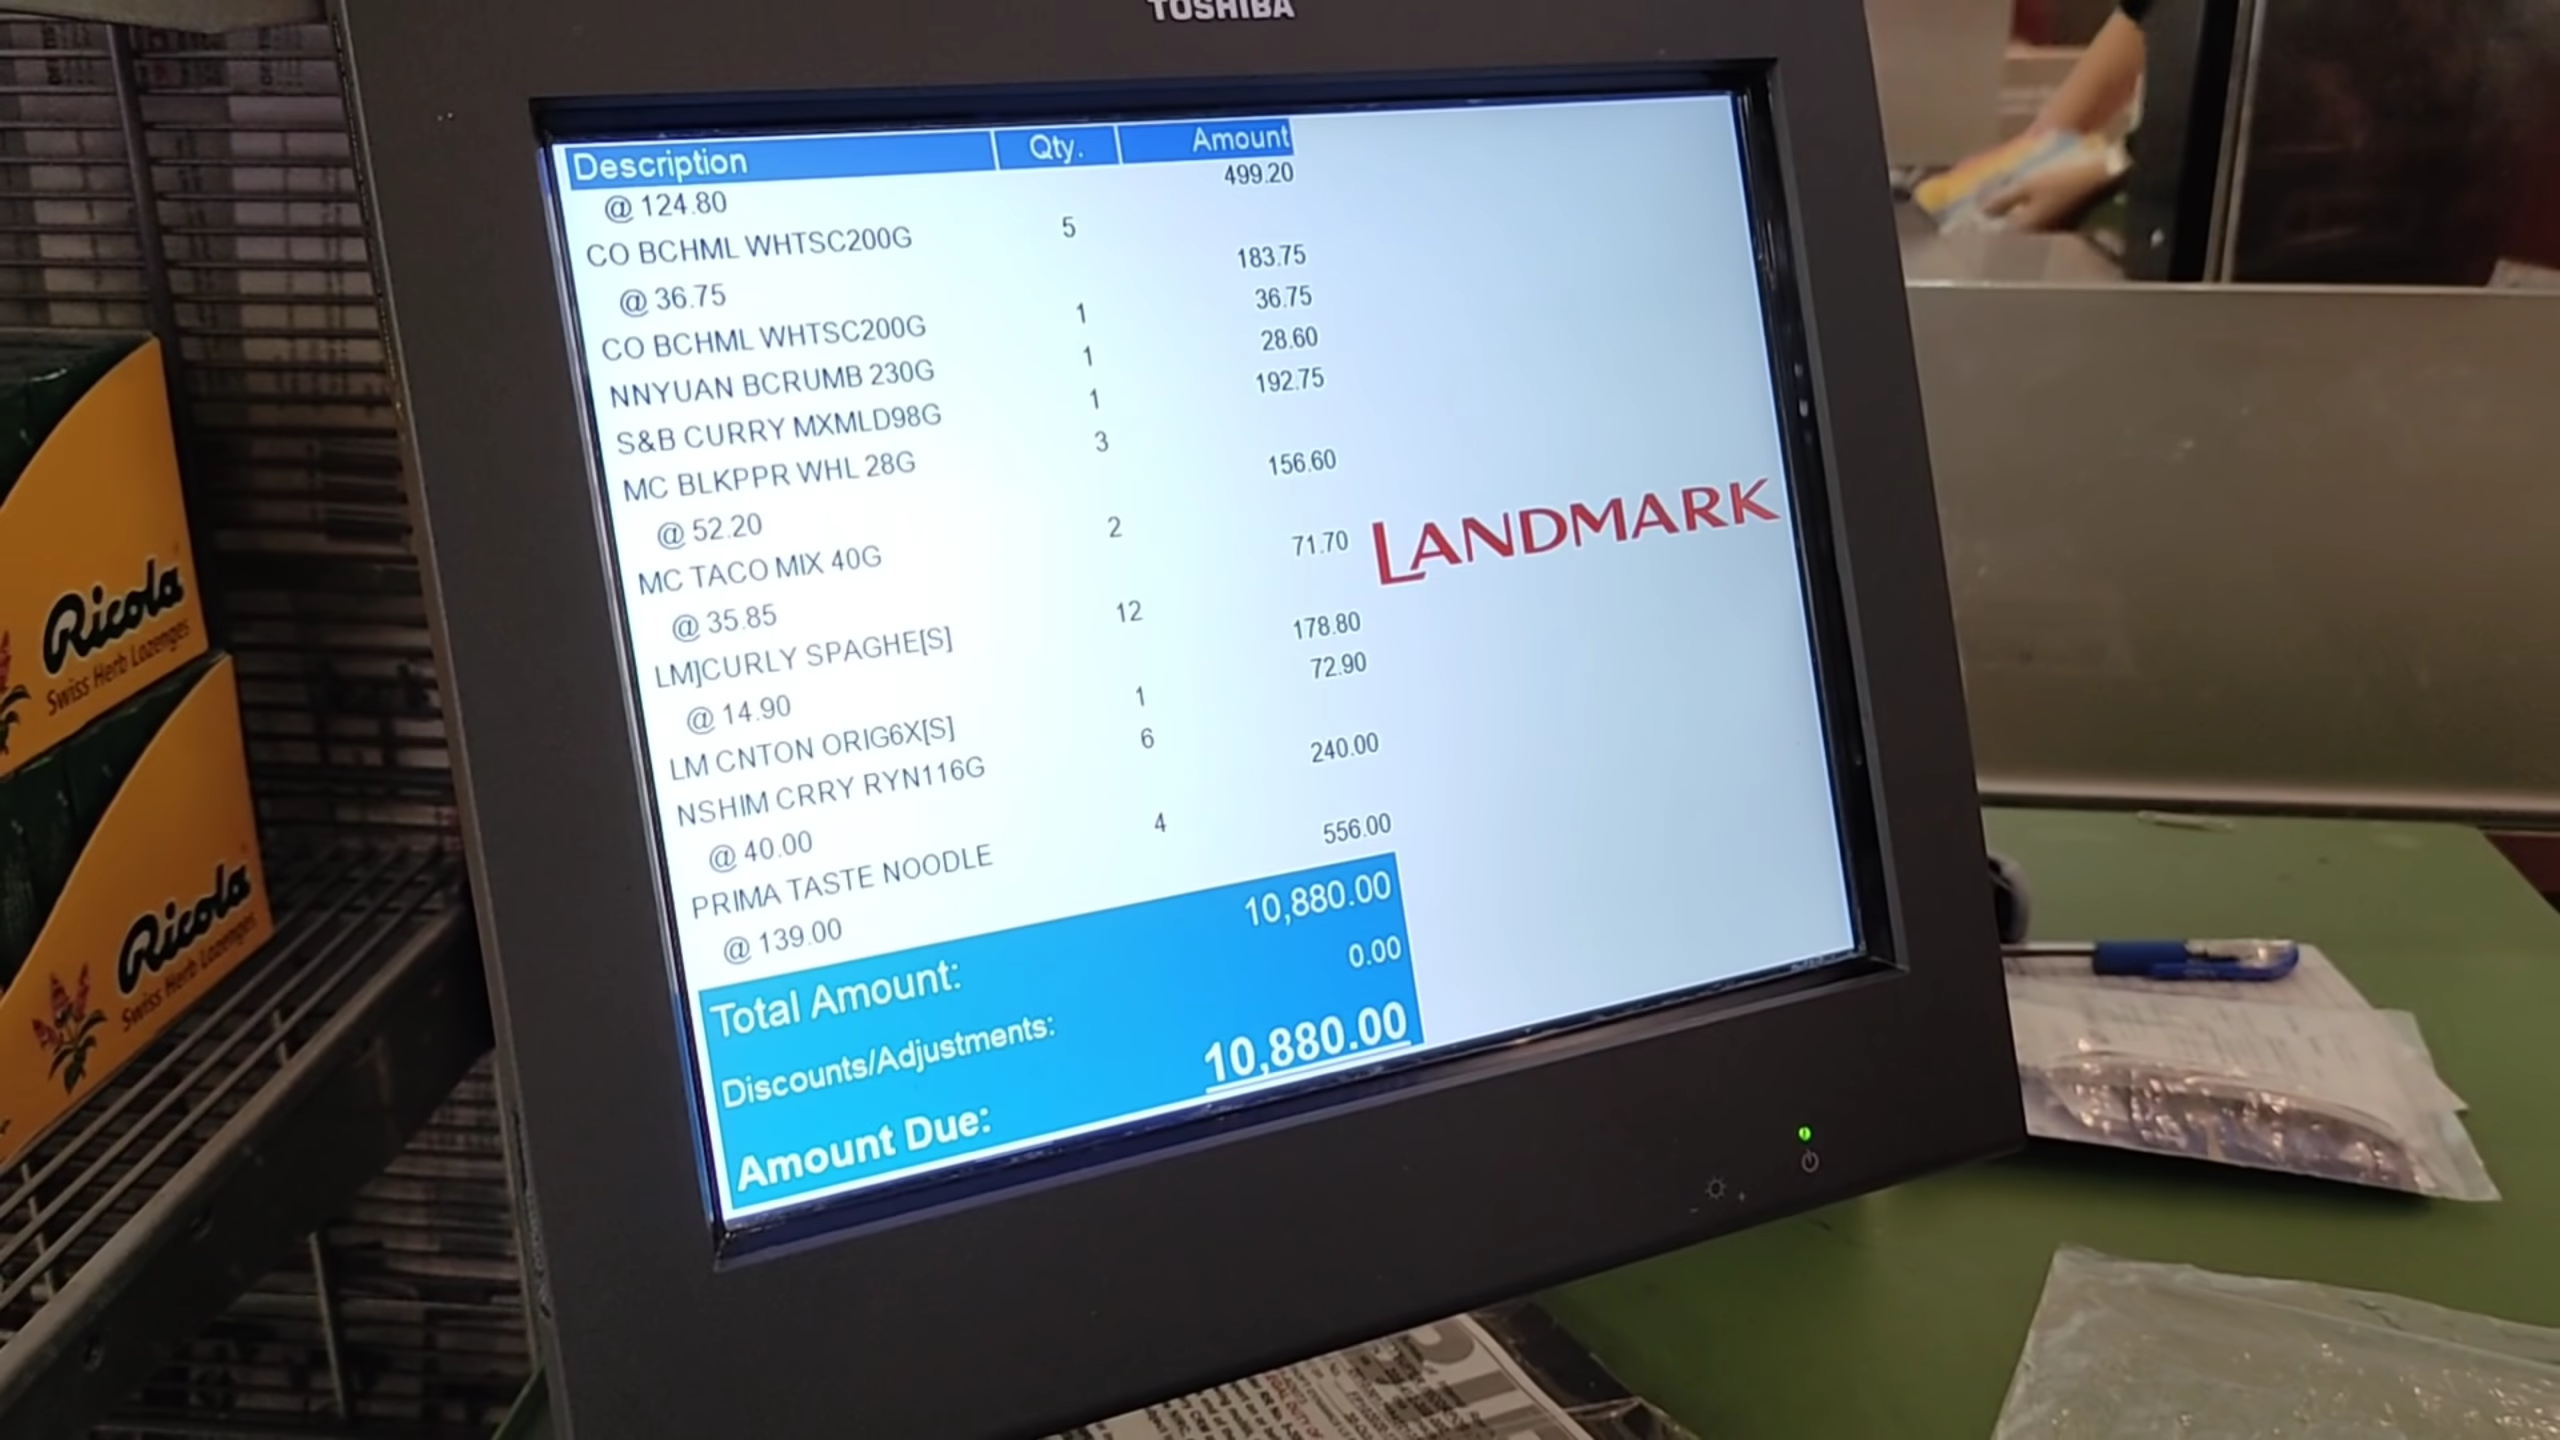 TOSHIBA
Description Qty. Amount
@ 124.80 499.20
CO BCHML WHTSC200G 5
@ 36.75 183.75
CO BCHML WHTSC200G 1 36.75
NNYUAN BCRUMB 230G 1 28.60
S&B CURRY MXMLD98G 1 192.75
MC BLKPPR WHL 28G 3
@ 52.20 156.60
MC TACO MIX 40G 2
@ 35.85 71.70
LM]CURLY SPAGHE[S] 12
@ 14.90 178.80
LM CNTON ORIG6X[S] 1 72.90
NSHIM CRRY RYN116G 6
@ 40.00 240.00
PRIMA TASTE NOODLE 4
@ 139.00 556.00
Total Amount: 10,880.00
Discounts/Adjustments: 0.00
Amount Due: 10,880.00
LANDMARK
Ricola
Swiss Herb Lozenges
Ricola
Swiss Herb Lozenges